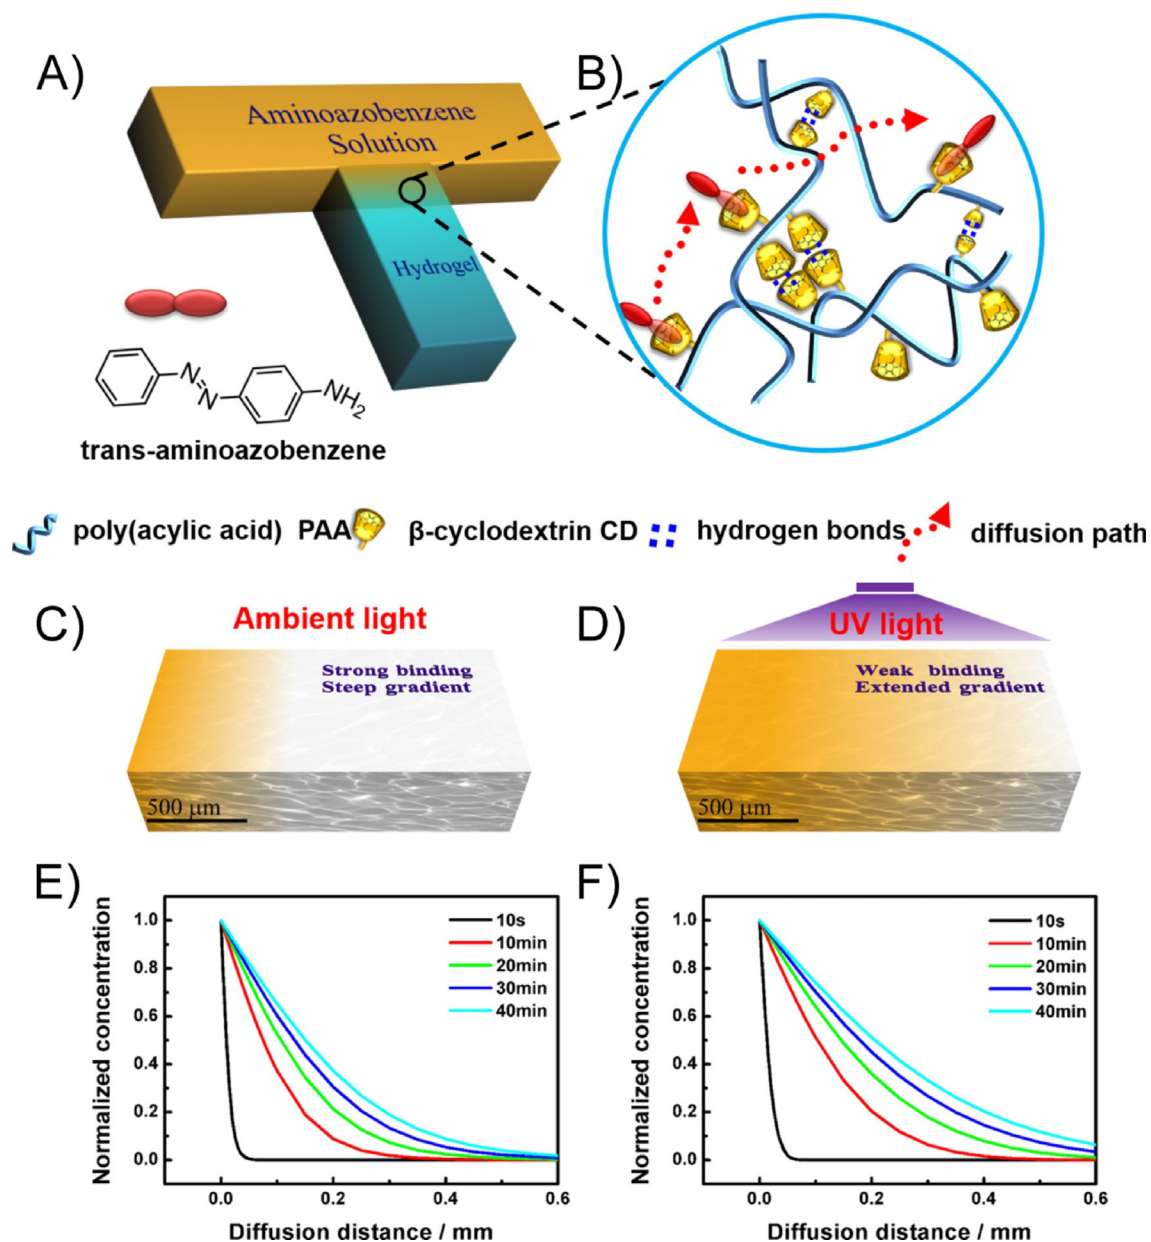 A)
B)
Aminoazobenzene
Solution
Hydrogel
N
N
NH2
trans-aminoazobenzene
poly(acylic acid) PAA
β-cyclodextrin CD
hydrogen bonds
diffusion path
C)
Ambient light
Strong binding
Steep gradient
500 μm
D)
UV light
Weak binding
Extended gradient
500 μm
E)
Normalized concentration
1.0
0.8
0.6
0.4
0.2
0.0
10s
10min
20min
30min
40min
0.0 0.2 0.4 0.6
Diffusion distance / mm
F)
Normalized concentration
1.0
0.8
0.6
0.4
0.2
0.0
10s
10min
20min
30min
40min
0.0 0.2 0.4 0.6
Diffusion distance / mm